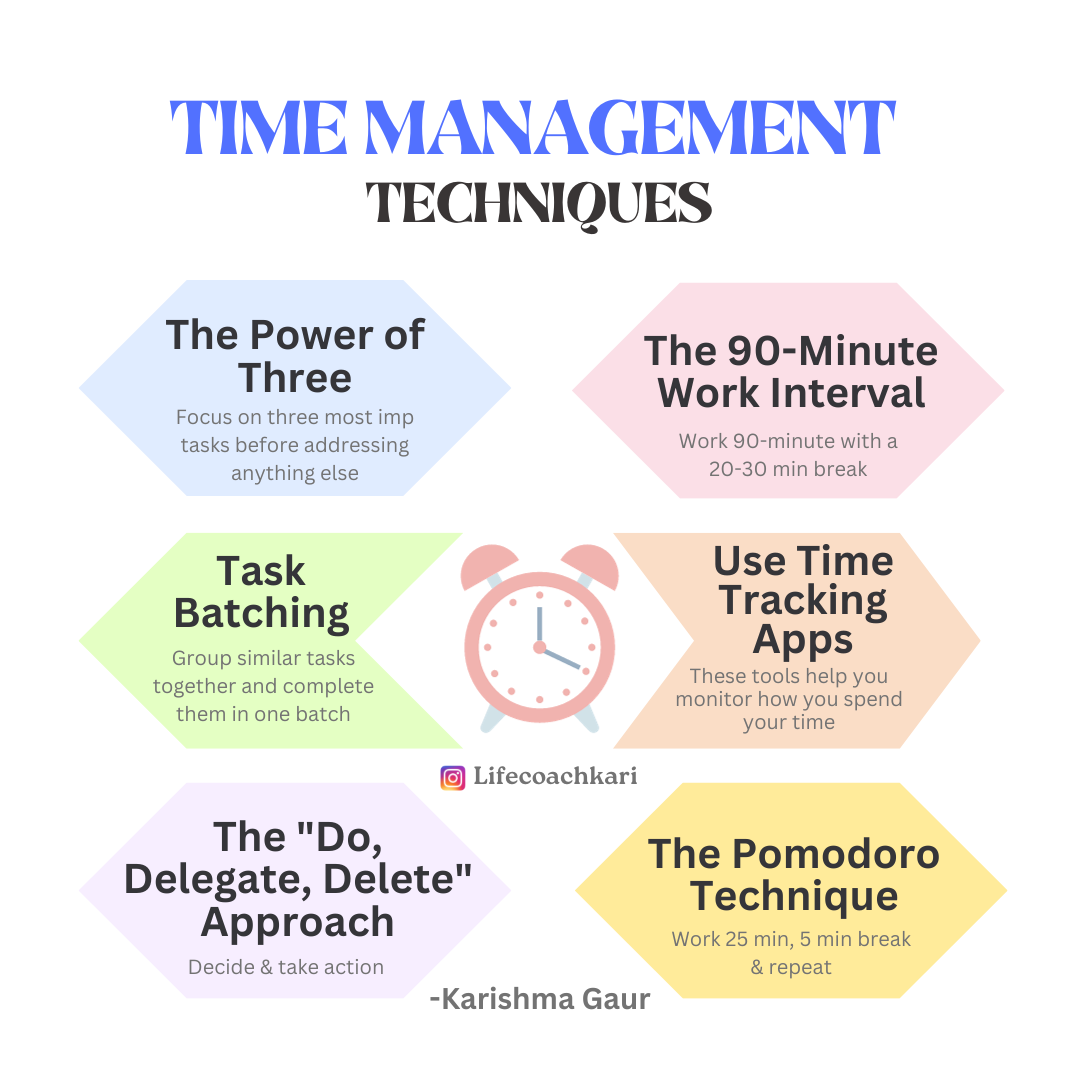 TIME MANAGEMENT
TECHNIQUES
The Power of
Three
Focus on three most imp
tasks before addressing
anything else
The 90-Minute
Work Interval
Work 90-minute with a
20-30 min break
Task
Batching
Group similar tasks
together and complete
them in one batch
Use Time
Tracking
Apps
These tools help you
monitor how you spend
your time
Lifecoachkari
The "Do,
Delegate, Delete"
Approach
Decide & take action
The Pomodoro
Technique
Work 25 min, 5 min break
& repeat
-Karishma Gaur